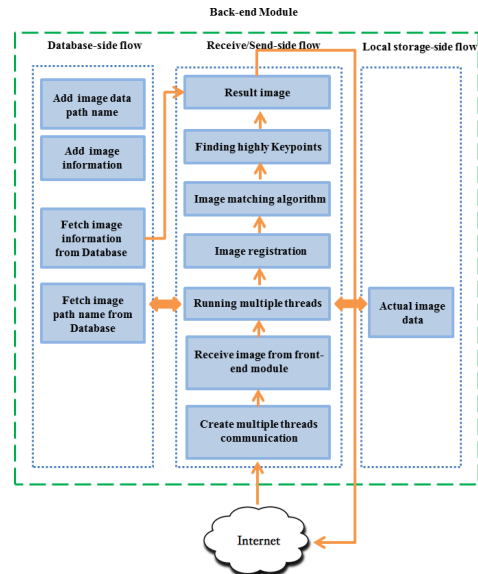 Back-end Module
Database-side flow
Receive/Send-side/flow
Local storage-side flow
Add image data
path name
Add image
information
Fetch image
information
from Database
Fetch image
path name from
Database
Result image
Finding highly Keypoints
Image matching algorithm
Image registration
Running multiple threads
Receive image from front-
end module
Create multiple threads
communication
Actual image
data
Internet